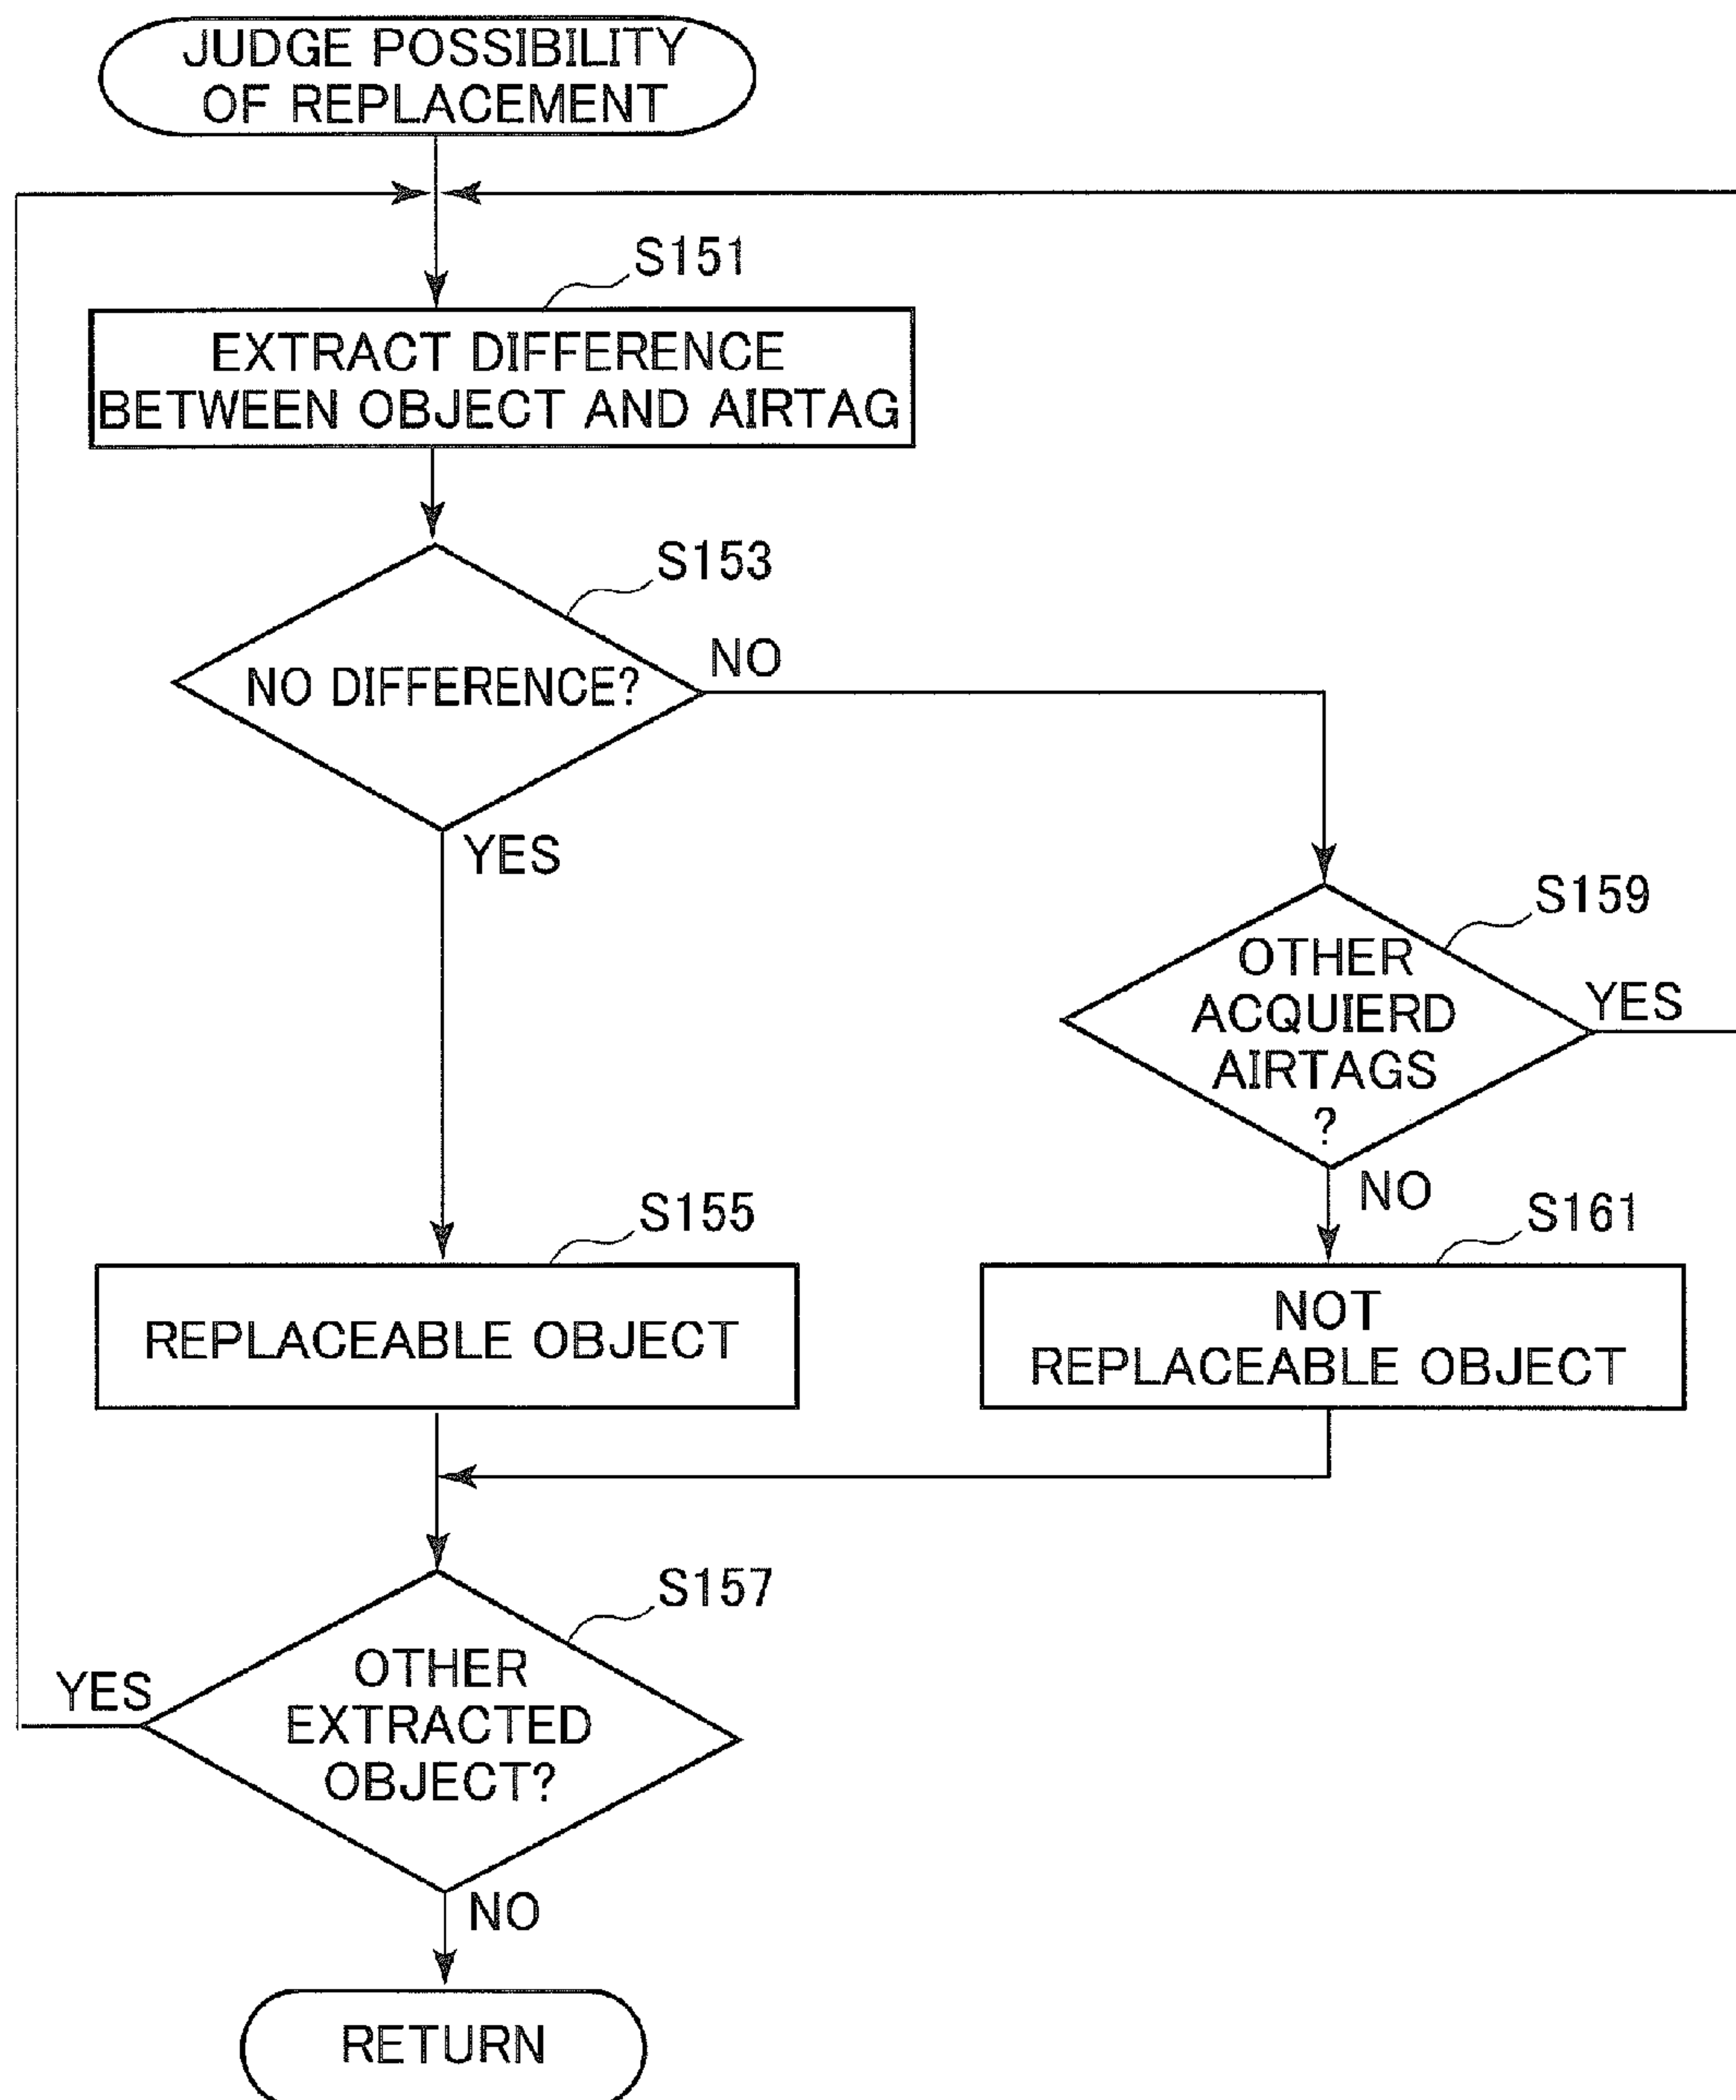 JUDGE POSSIBILITY
OF REPLACEMENT
S151
EXTRACT DIFFERENCE
BETWEEN OBJECT AND AIRTAG
S153
NO DIFFERENCE?
NO
YES
S159
OTHER
ACQUIERD
AIRTAGS
?
YES
NO
S155
REPLACEABLE OBJECT
S161
NOT
REPLACEABLE OBJECT
S157
OTHER
EXTRACTED
OBJECT?
YES
NO
RETURN